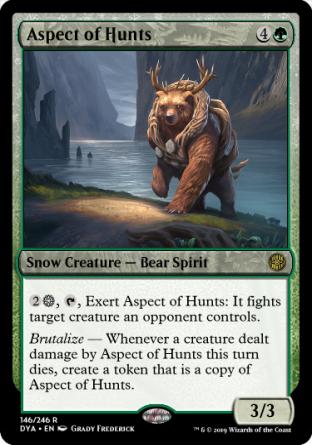 Aspect of Hunts 4
Snow Creature — Bear Spirit
2, , Exert Aspect of Hunts: It fights
target creature an opponent controls.
Brutalize — Whenever a creature dealt
damage by Aspect of Hunts this turn
dies, create a token that is a copy of
Aspect of Hunts.
3/3
146/246 R
DYA • EN GRADY FREDERICK
™ & © 2019 Wizards of the Coast